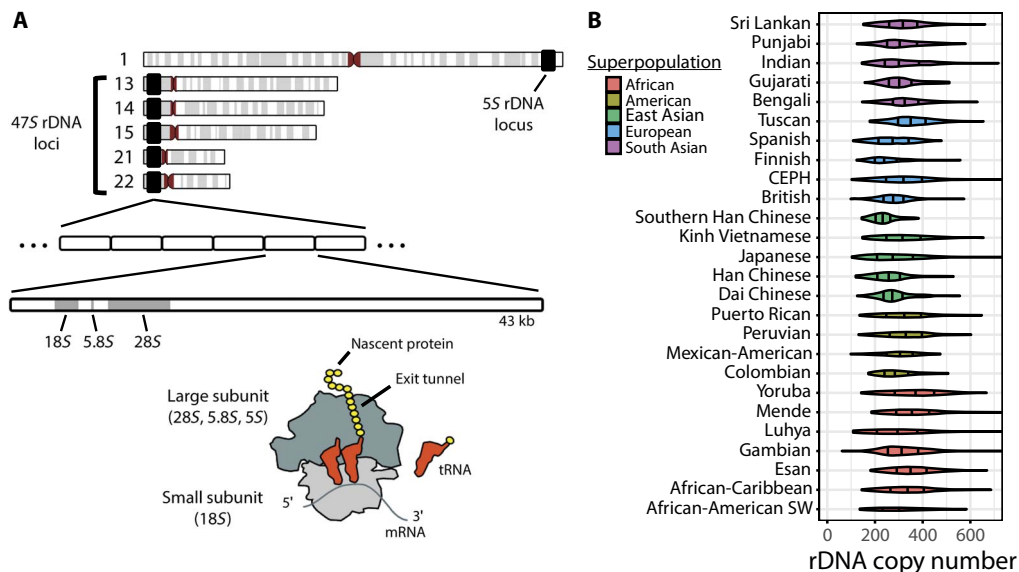 A
1
13
14
15
21
22
47S rDNA
loci
5S rDNA
locus
43 kb
18S
5.8S
28S
Nascent protein
Exit tunnel
Large subunit
(28S, 5.8S, 5S)
tRNA
Small subunit
(18S)
5'
3'
mRNA
B
Superpopulation
African
American
East Asian
European
South Asian
Sri Lankan
Punjabi
Indian
Gujarati
Bengali
Tuscan
Spanish
Finnish
CEPH
British
Southern Han Chinese
Kinh Vietnamese
Japanese
Han Chinese
Dai Chinese
Puerto Rican
Peruvian
Mexican-American
Colombian
Yoruba
Mende
Luhya
Gambian
Esan
African-Caribbean
African-American SW
0 200 400 600
rDNA copy number